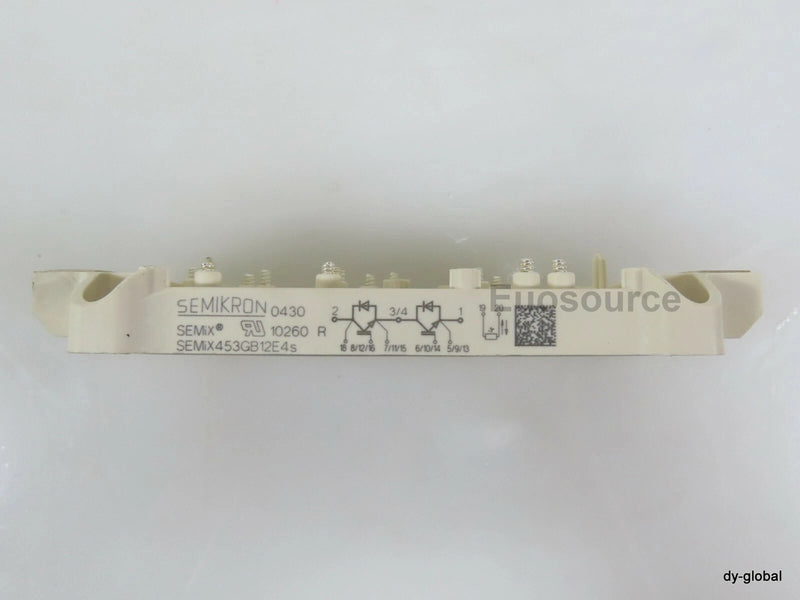 SEMIKRON 0430
SEMiX® 10260 R
SEMiX453GB12E4s
2 3/4 1
18 8/12/16 7/11/15 6/10/14 5/9/13
19 20
Euosource
dy-global